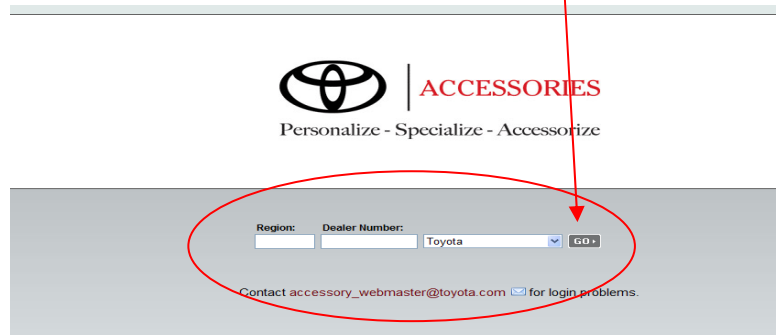 ACCESSORIES
Personalize - Specialize - Accessorize
Region: Dealer Number:
Toyota GO
Contact accessory_webmaster@toyota.com for login problems.